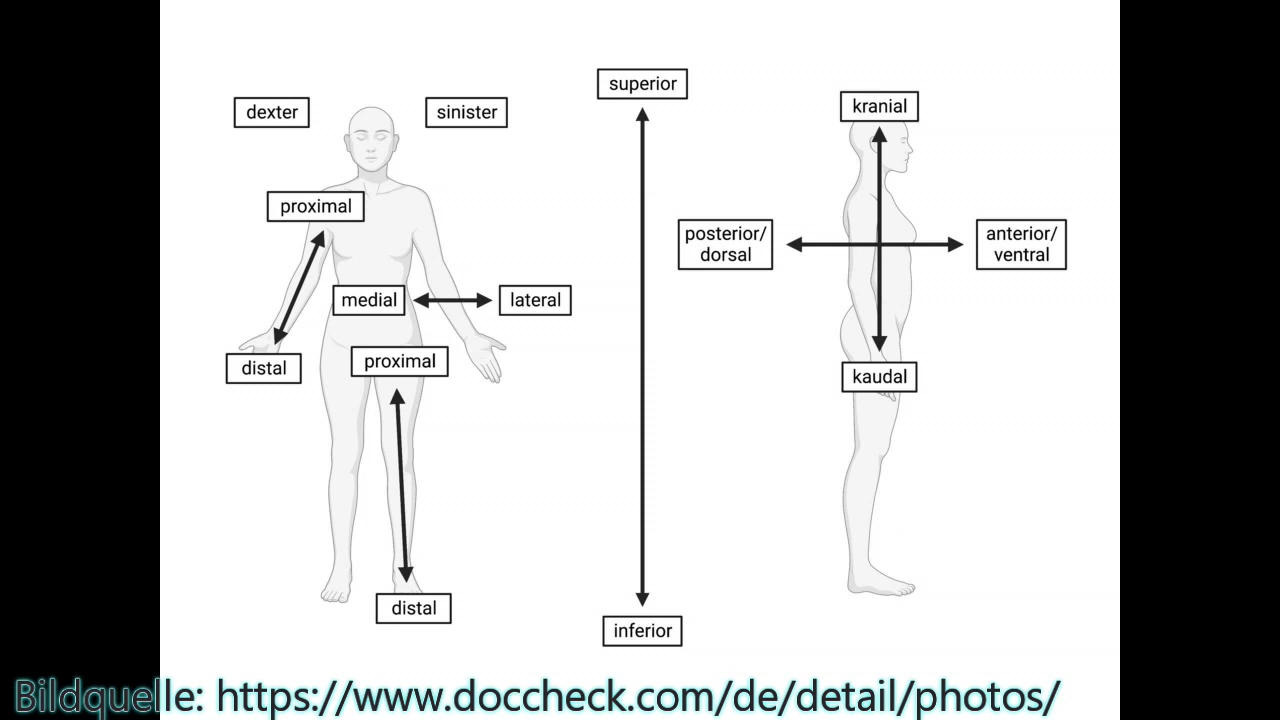 superior
kranial
dexter
sinister
proximal
posterior/
dorsal
anterior/
ventral
medial
lateral
distal
proximal
kaudal
distal
inferior
Bildquelle: https://www.doccheck.com/de/detail/photos/